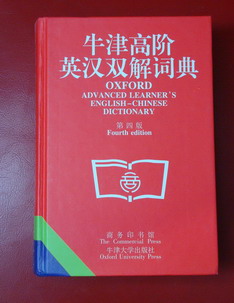 牛津高阶
英汉双解词典
OXFORD
ADVANCED LEARNER'S
ENGLISH–CHINESE
DICTIONARY
第四版
Fourth edition
商务印书馆
The Commercial Press
牛津大学出版社
Oxford University Press